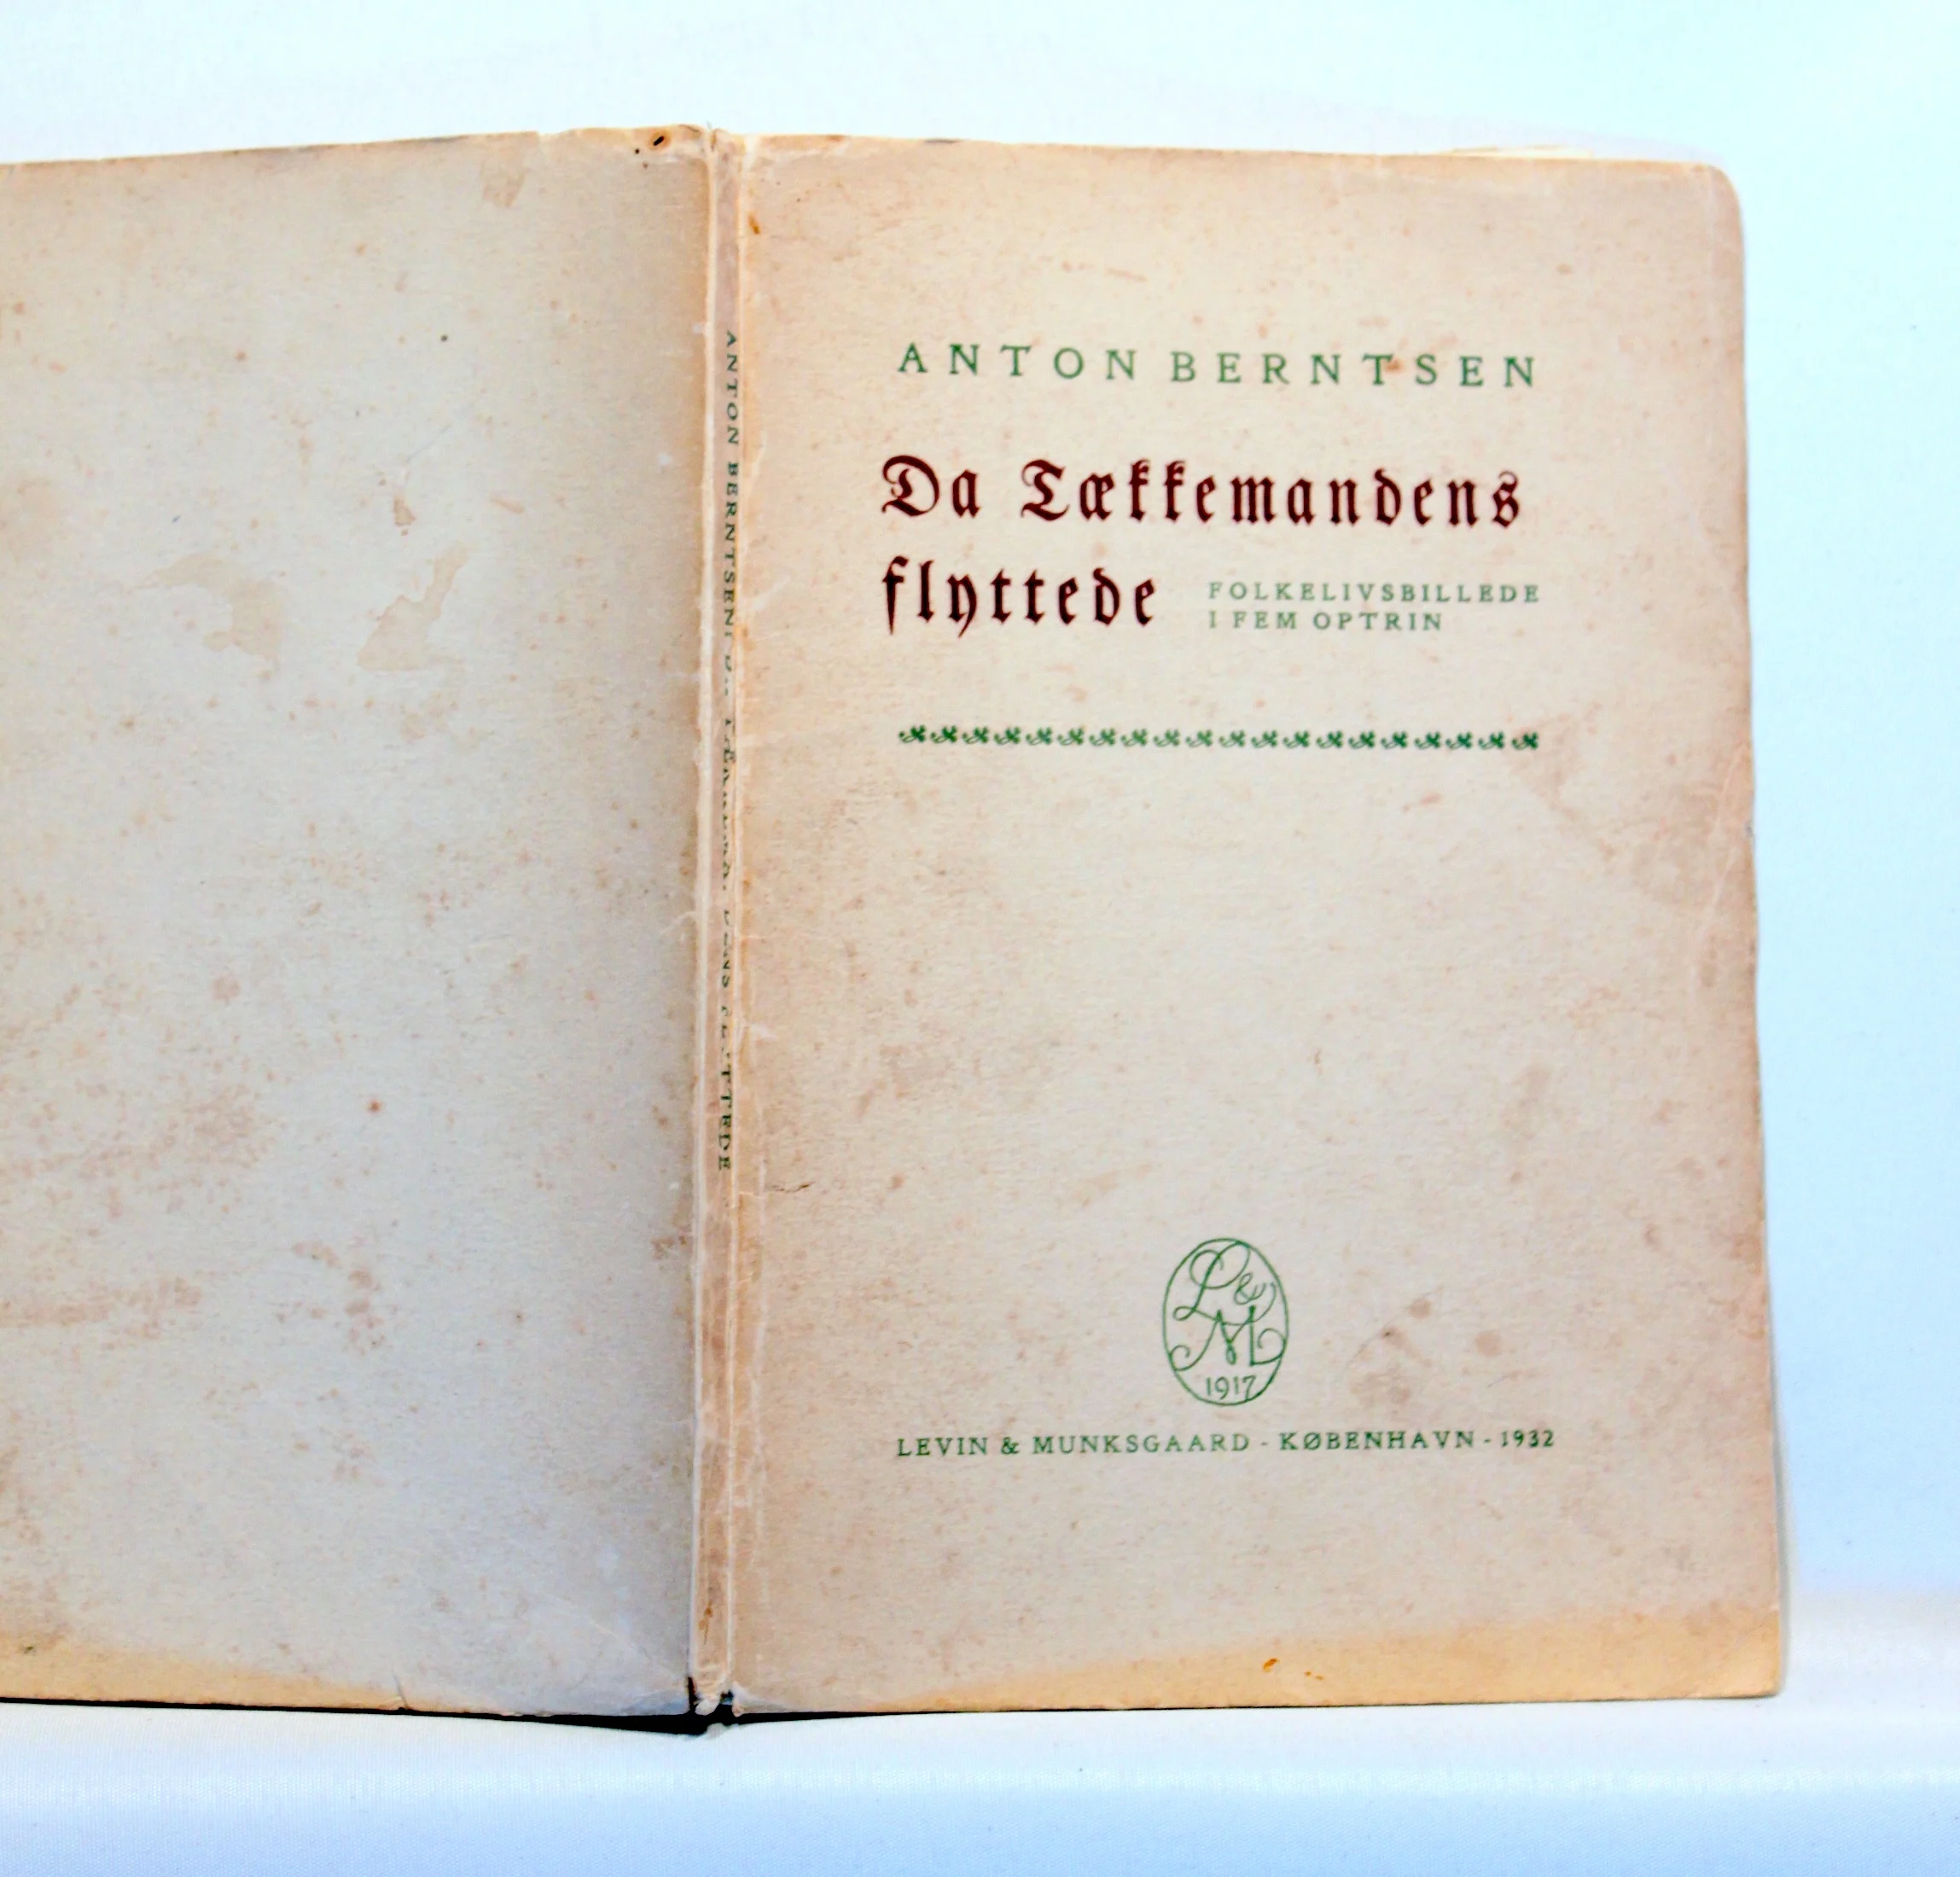 ANTON BERNTSEN
Da Tækkemandens
flyttede
FOLKELIVSBILLEDE
I FEM OPTRIN
L & M
1917
LEVIN & MUNKSGAARD - KØBENHAVN - 1932
ANTON BERNTSEN